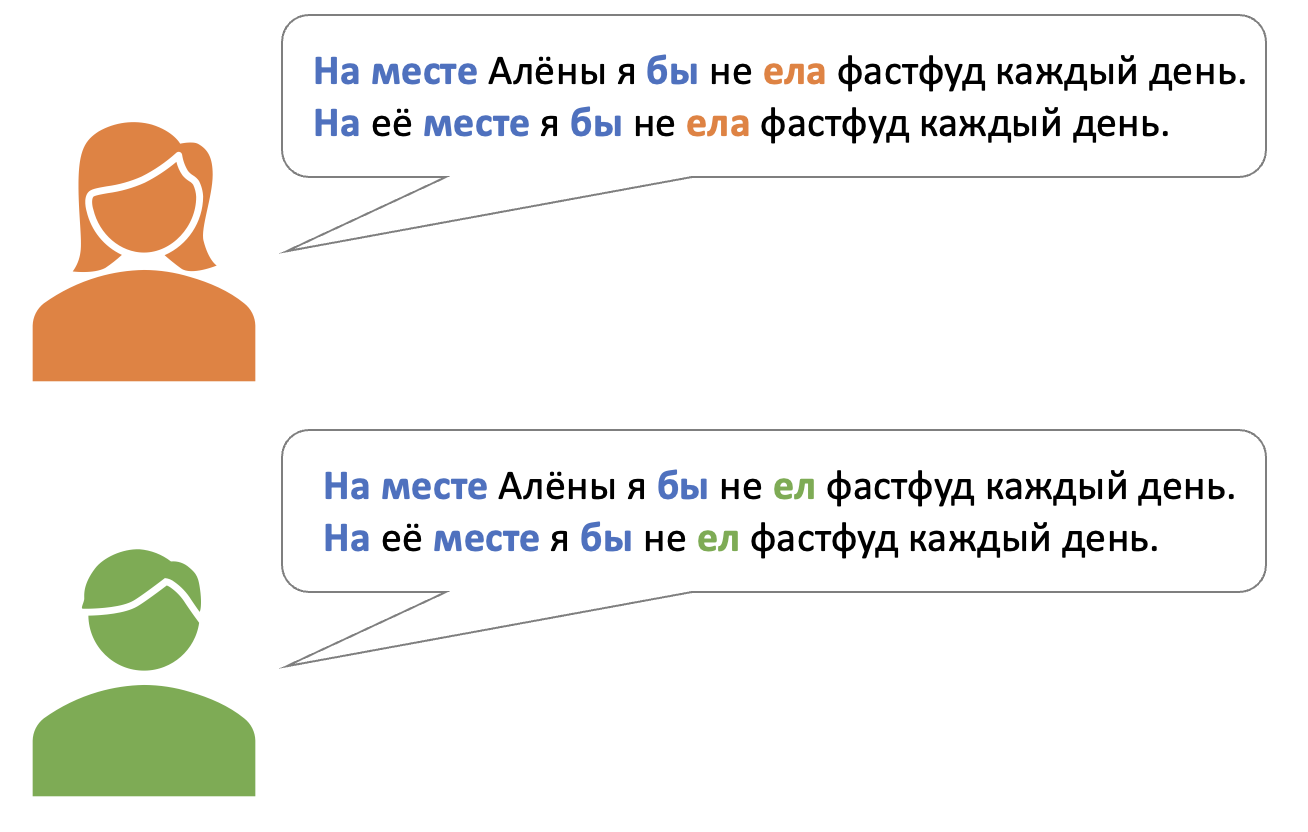 На месте Алёны я бы не ела фастфуд каждый день.
На её месте я бы не ела фастфуд каждый день.
На месте Алёны я бы не ел фастфуд каждый день.
На её месте я бы не ел фастфуд каждый день.